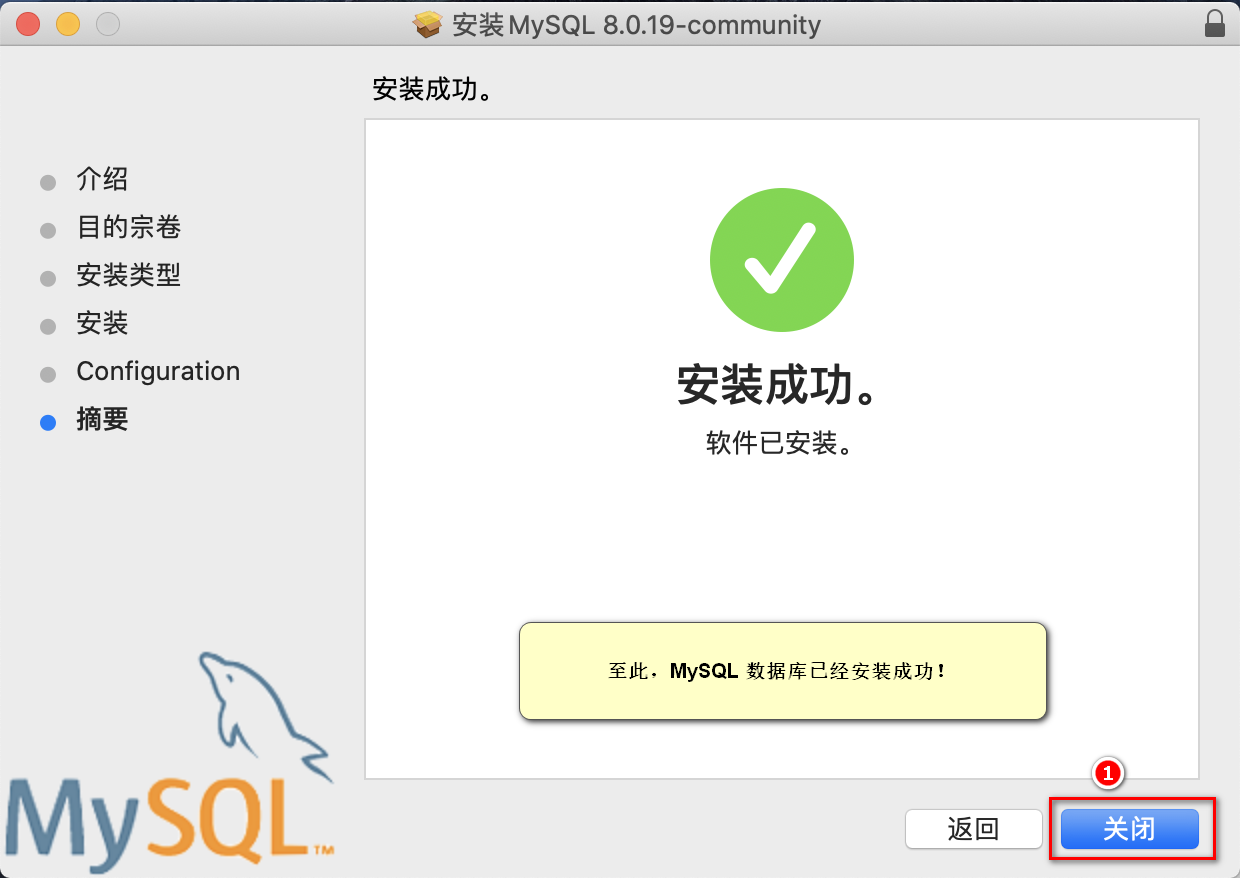 安装 MySQL 8.0.19-community
安装成功。
介绍
目的宗卷
安装类型
安装
Configuration
摘要
安装成功。
软件已安装。
至此，MySQL 数据库已经安装成功！
1
返回
关闭
MySQL™